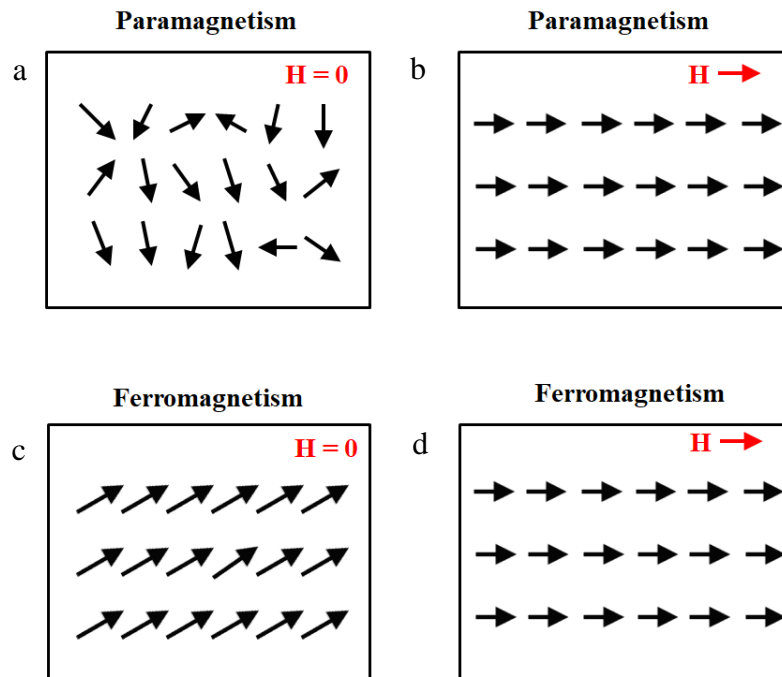 Paramagnetism
a
H = 0
Paramagnetism
b
H
Ferromagnetism
c
H = 0
Ferromagnetism
d
H